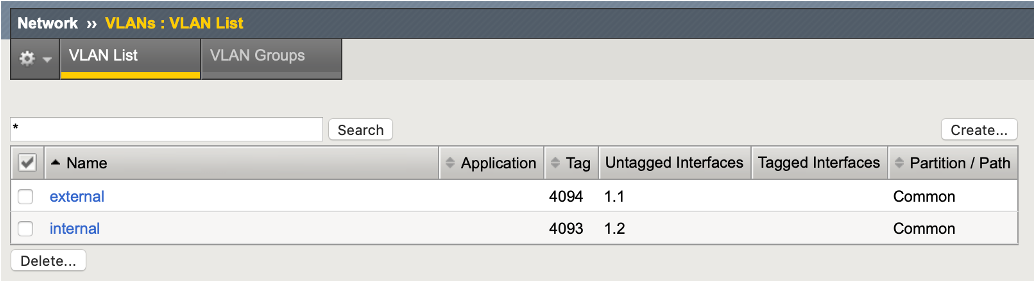 Network ›› VLANs : VLAN List
VLAN List VLAN Groups
* Search Create...
Name Application Tag Untagged Interfaces Tagged Interfaces Partition / Path
external 4094 1.1 Common
internal 4093 1.2 Common
Delete...